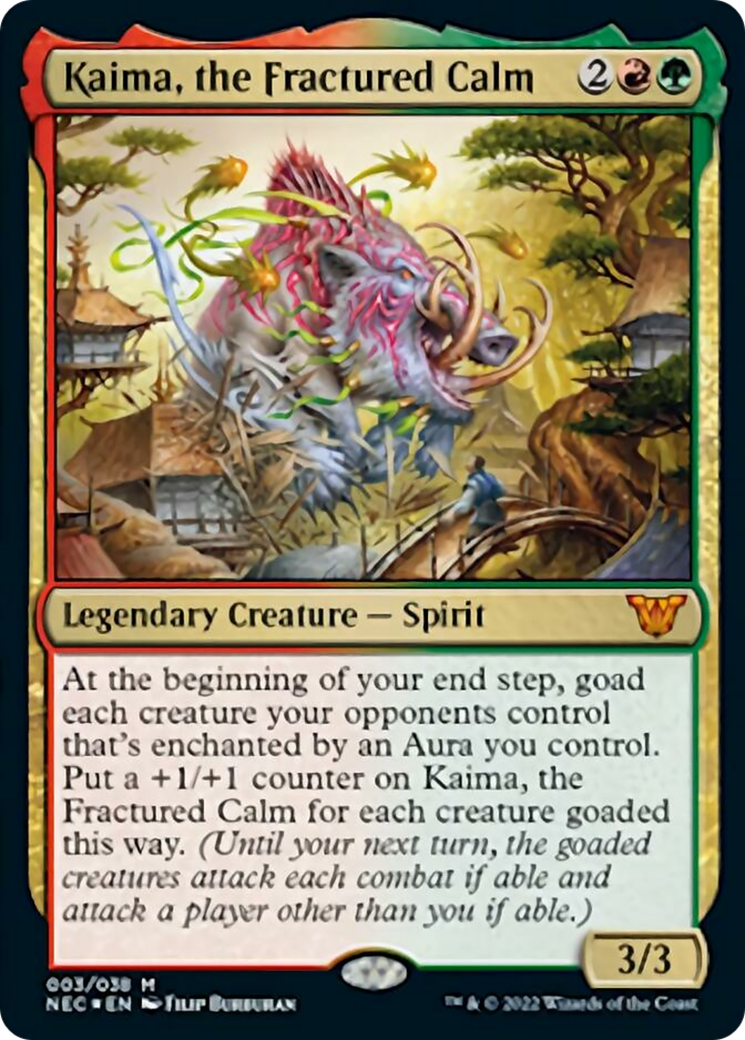 Kaima, the Fractured Calm 2
Legendary Creature — Spirit
At the beginning of your end step, goad
each creature your opponents control
that's enchanted by an Aura you control.
Put a +1/+1 counter on Kaima, the
Fractured Calm for each creature goaded
this way. (Until your next turn, the goaded
creatures attack each combat if able and
attack a player other than you if able.)
3/3
003/038 M
NEC ★ EN Filip Burburan
™ & © 2022 Wizards of the Coast